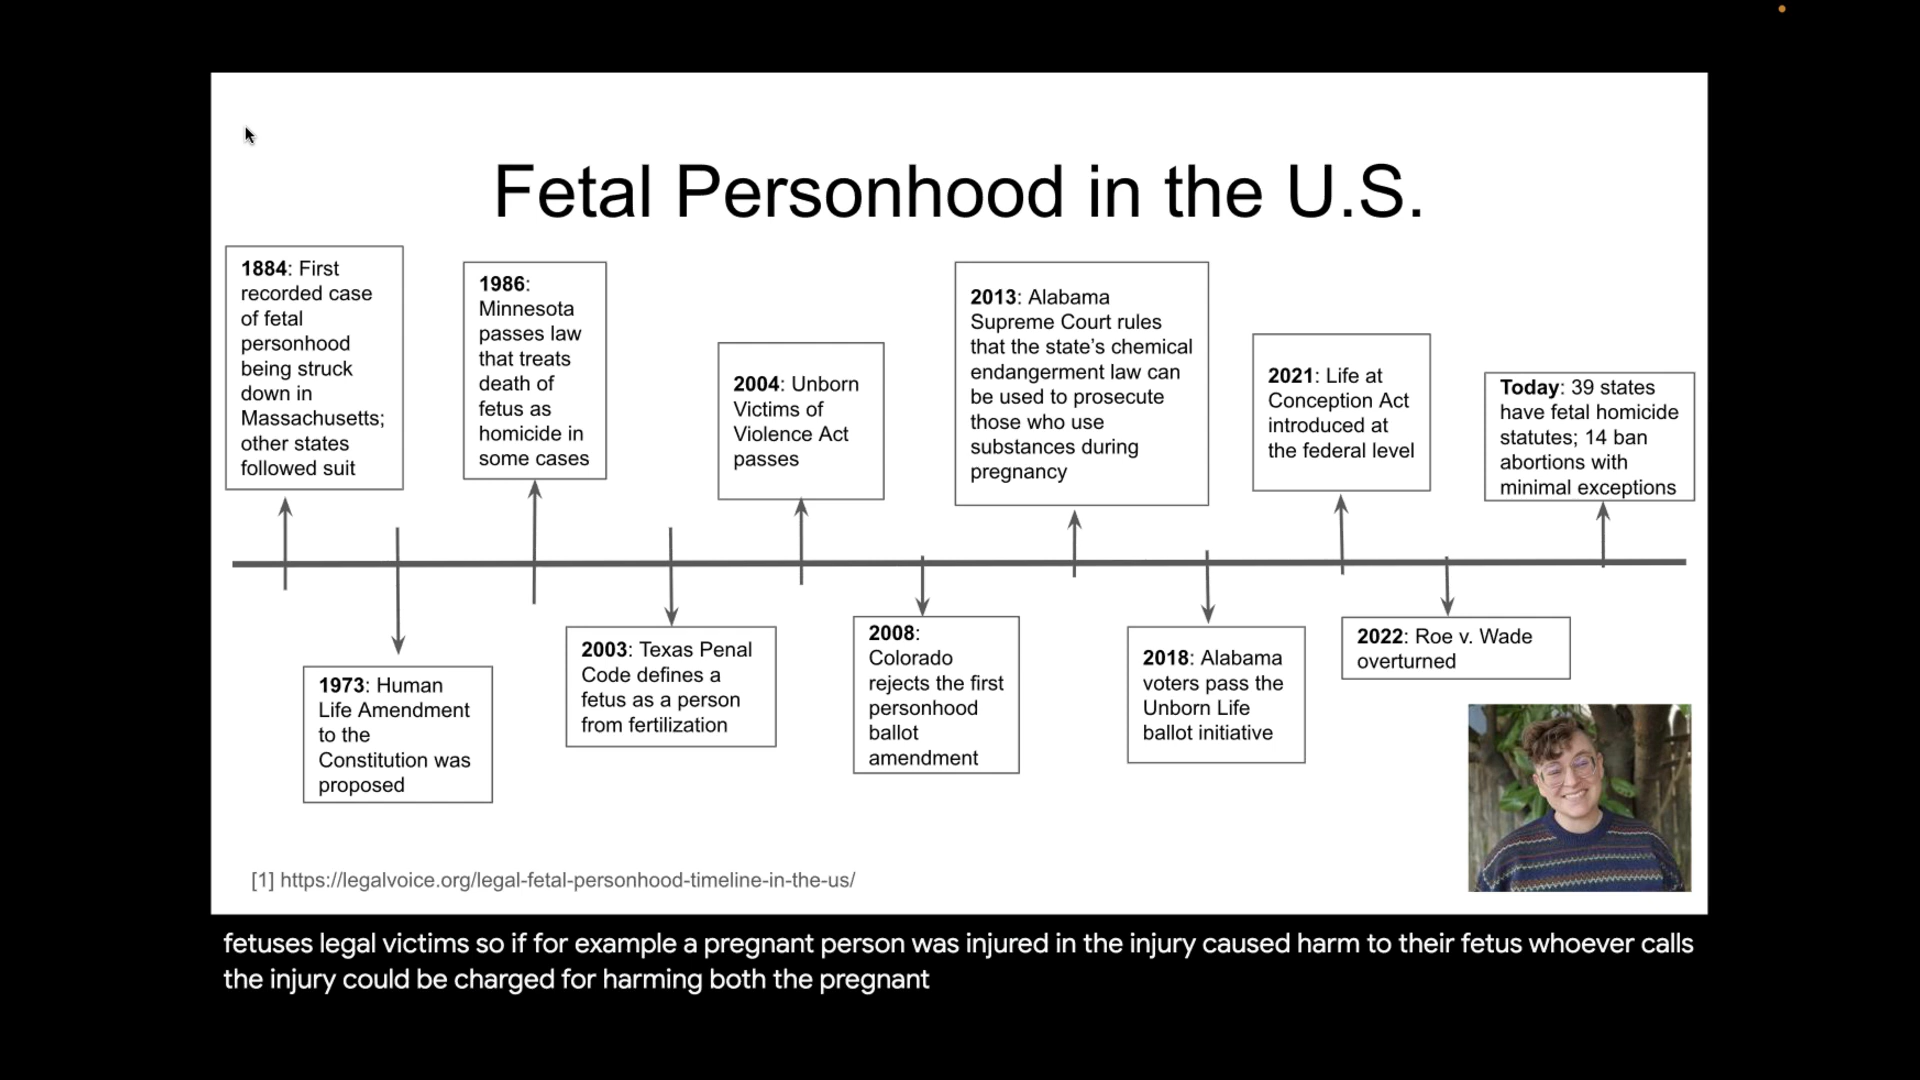 Fetal Personhood in the U.S.
1884: First
recorded case
of fetal
personhood
being struck
down in
Massachusetts;
other states
followed suit
1986:
Minnesota
passes law
that treats
death of
fetus as
homicide in
some cases
2004: Unborn
Victims of
Violence Act
passes
2013: Alabama
Supreme Court rules
that the state’s chemical
endangerment law can
be used to prosecute
those who use
substances during
pregnancy
2021: Life at
Conception Act
introduced at
the federal level
Today: 39 states
have fetal homicide
statutes; 14 ban
abortions with
minimal exceptions
1973: Human
Life Amendment
to the
Constitution was
proposed
2003: Texas Penal
Code defines a
fetus as a person
from fertilization
2008:
Colorado
rejects the first
personhood
ballot
amendment
2018: Alabama
voters pass the
Unborn Life
ballot initiative
2022: Roe v. Wade
overturned
[1] https://legalvoice.org/legal-fetal-personhood-timeline-in-the-us/
fetuses legal victims so if for example a pregnant person was injured in the injury caused harm to their fetus whoever calls
the injury could be charged for harming both the pregnant